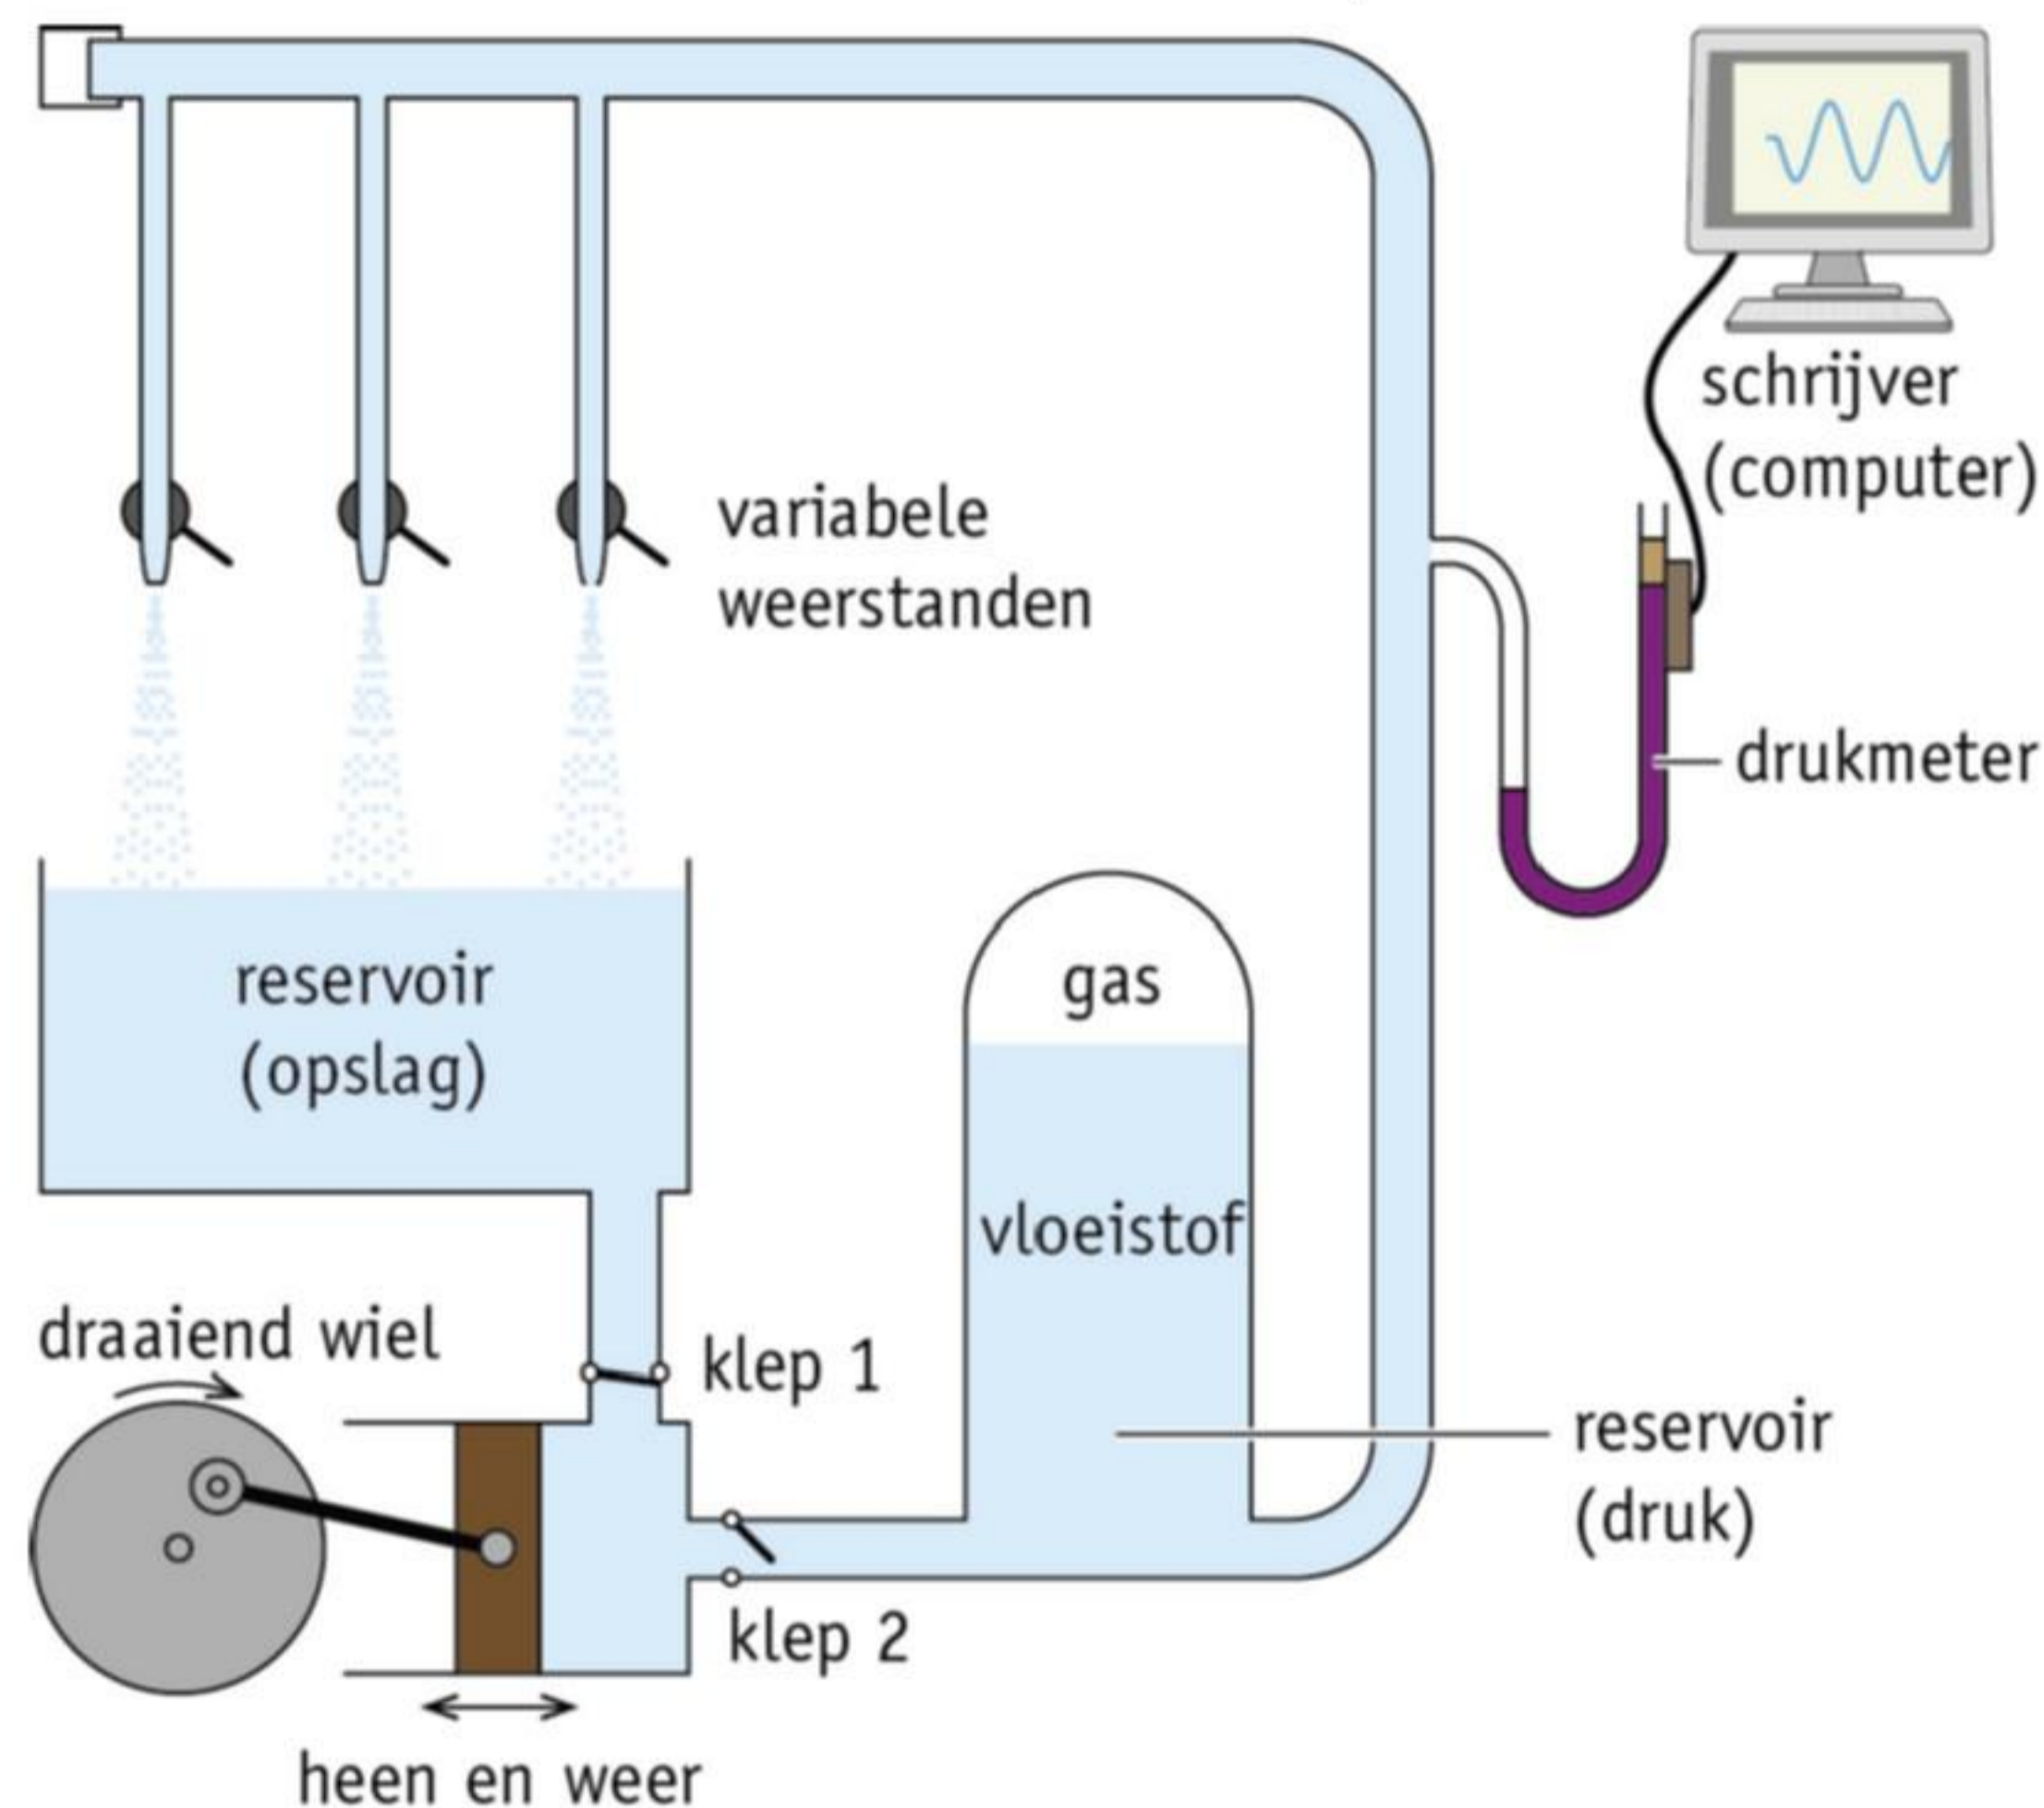 schrijver
(computer)
variabele
weerstanden
drukmeter
reservoir
(opslag)
gas
vloeistof
draaiend wiel
klep 1
reservoir
(druk)
klep 2
heen en weer